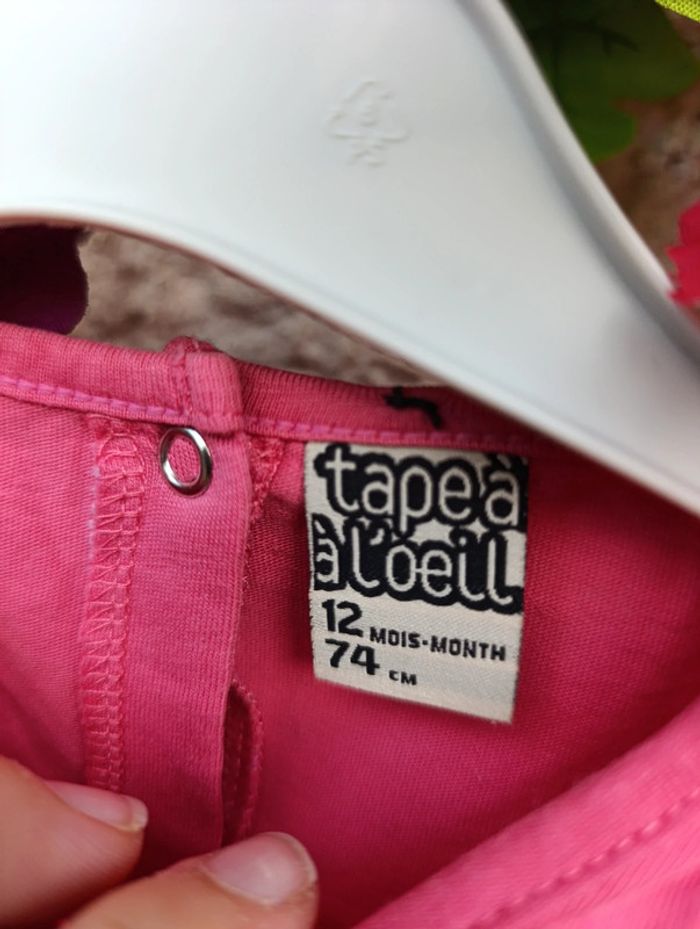 tape à
à l'oeil
12 MOIS-MONTH
74 CM